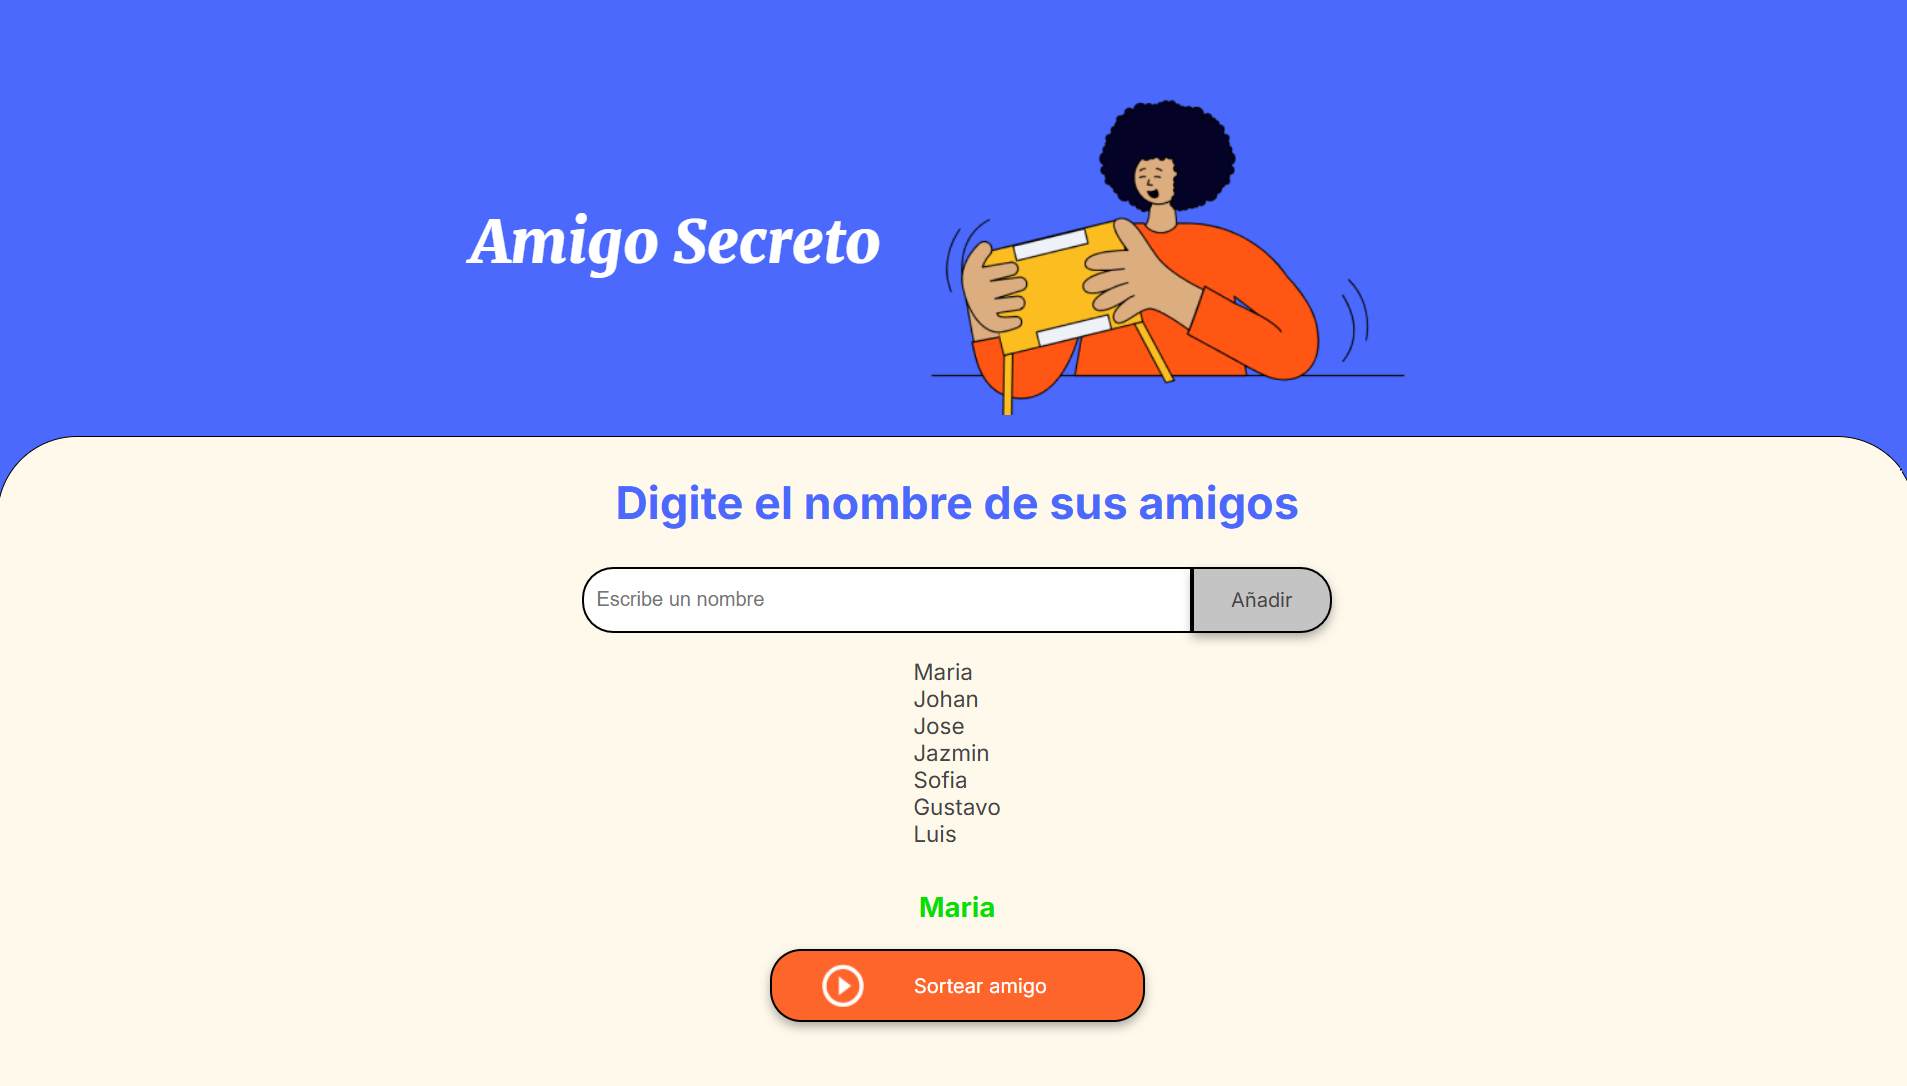 Amigo Secreto
Digite el nombre de sus amigos
Escribe un nombre
Añadir
Maria
Johan
Jose
Jazmin
Sofia
Gustavo
Luis
Maria
Sortear amigo